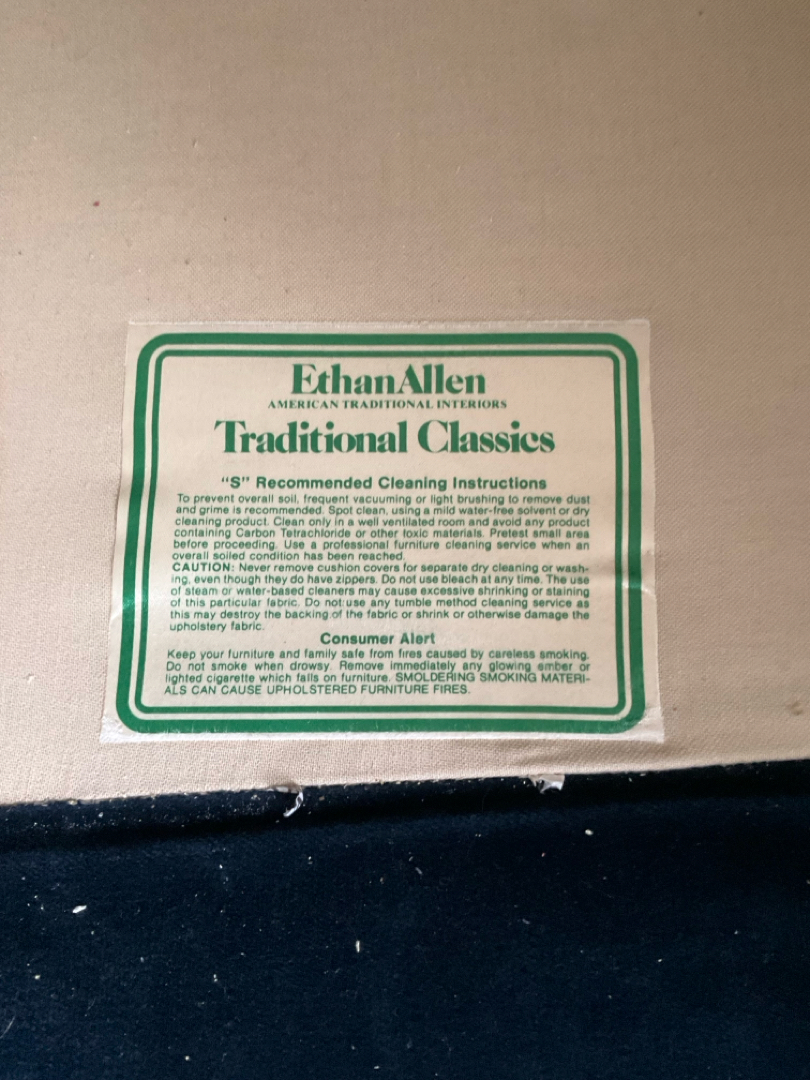 EthanAllen
AMERICAN TRADITIONAL INTERIORS
Traditional Classics
"S" Recommended Cleaning Instructions
To prevent overall soil, frequent vacuuming or light brushing to remove dust
and grime is recommended. Spot clean, using a mild water-free solvent or dry
cleaning product. Clean only in a well ventilated room and avoid any product
containing Carbon Tetrachloride or other toxic materials. Pretest small area
before proceeding. Use a professional furniture cleaning service when an
overall soiled condition has been reached.
CAUTION: Never remove cushion covers for separate dry cleaning or wash-
ing, even though they do have zippers. Do not use bleach at any time. The use
of steam or water-based cleaners may cause excessive shrinking or staining
of this particular fabric. Do not use any tumble method cleaning service as
this may destroy the backing of the fabric or shrink or otherwise damage the
upholstery fabric.
Consumer Alert
Keep your furniture and family safe from fires caused by careless smoking.
Do not smoke when drowsy. Remove immediately any glowing ember or
lighted cigarette which falls on furniture. SMOLDERING SMOKING MATERI-
ALS CAN CAUSE UPHOLSTERED FURNITURE FIRES.